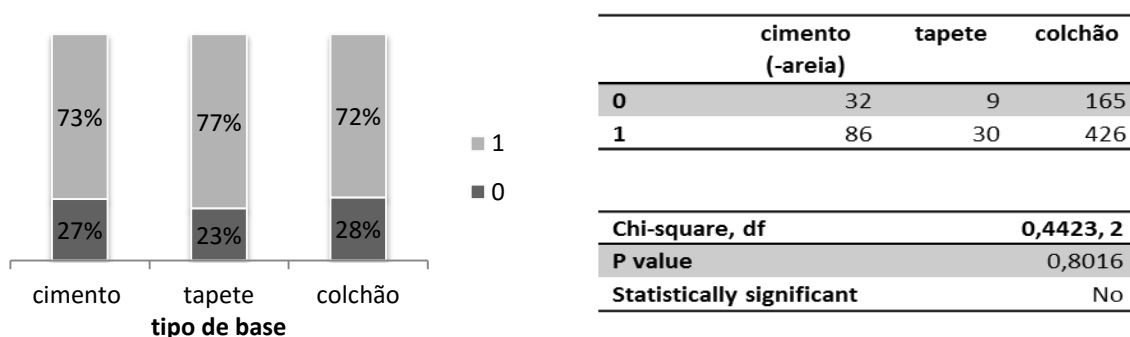 73%
77%
72%
27%
23%
28%
1
0
cimento
tapete
colchão
tipo de base
cimento tapete colchão
(-areia)
0 32 9 165
1 86 30 426
Chi-square, df 0,4423, 2
P value 0,8016
Statistically significant No